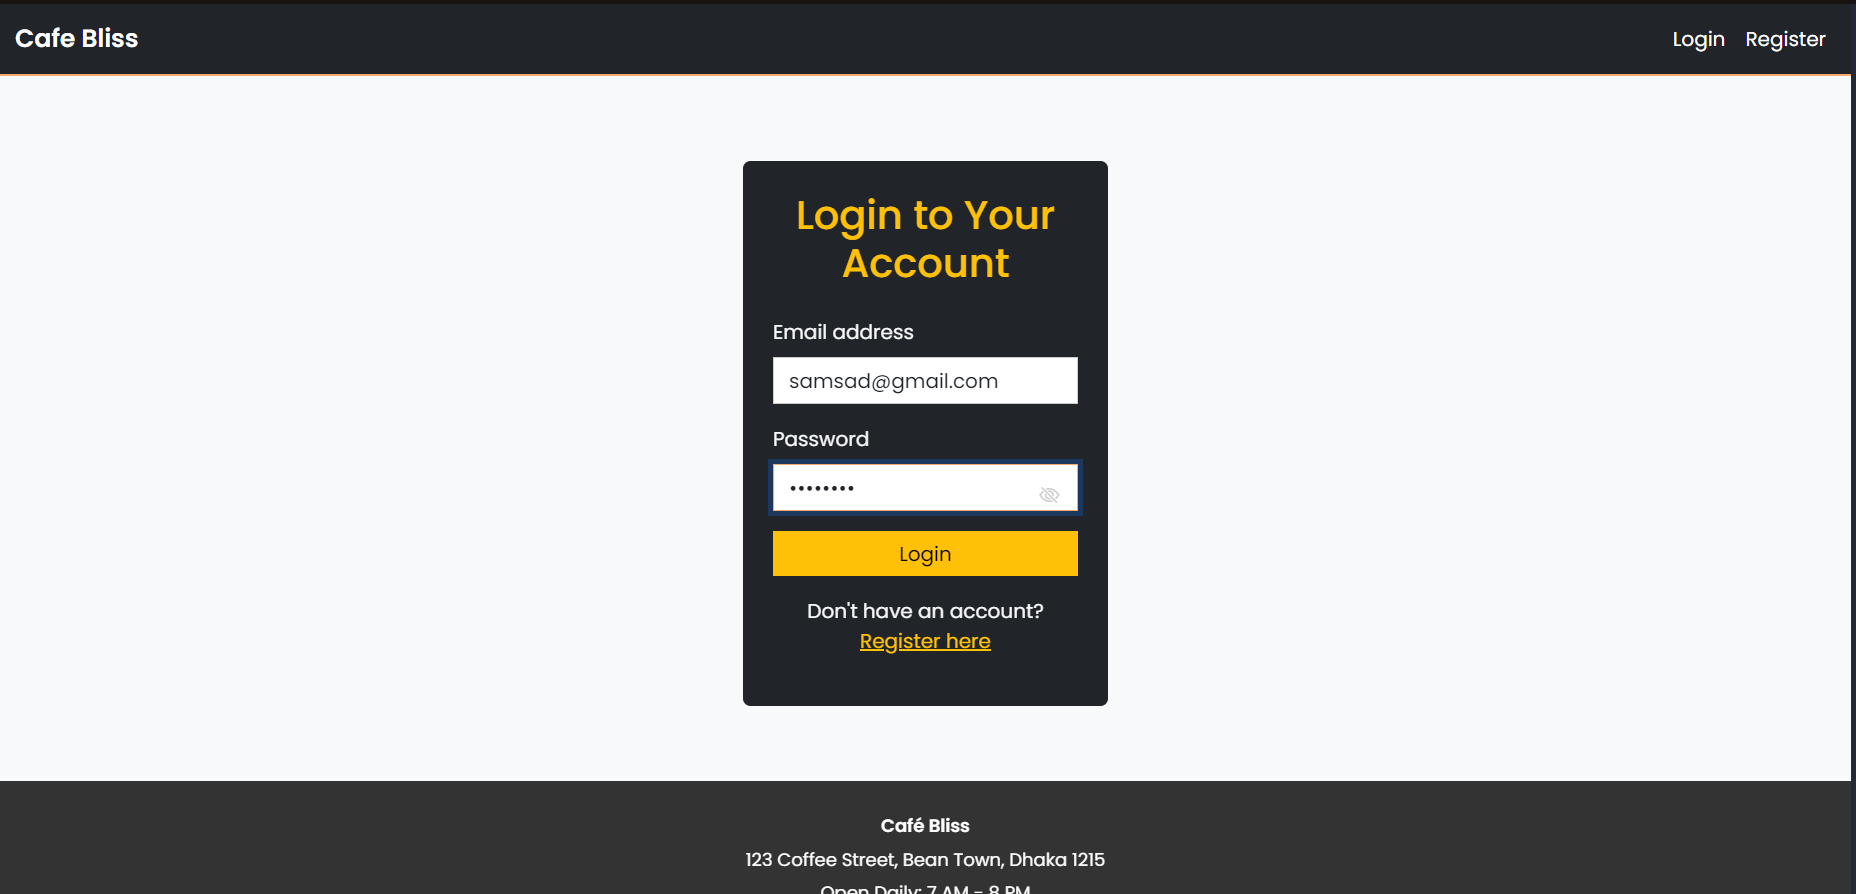 Cafe Bliss
Login Register
Login to Your
Account
Email address
samsad@gmail.com
Password
••••••••
Login
Don't have an account?
Register here
Café Bliss
123 Coffee Street, Bean Town, Dhaka 1215
Open Daily: 7 AM - 8 PM